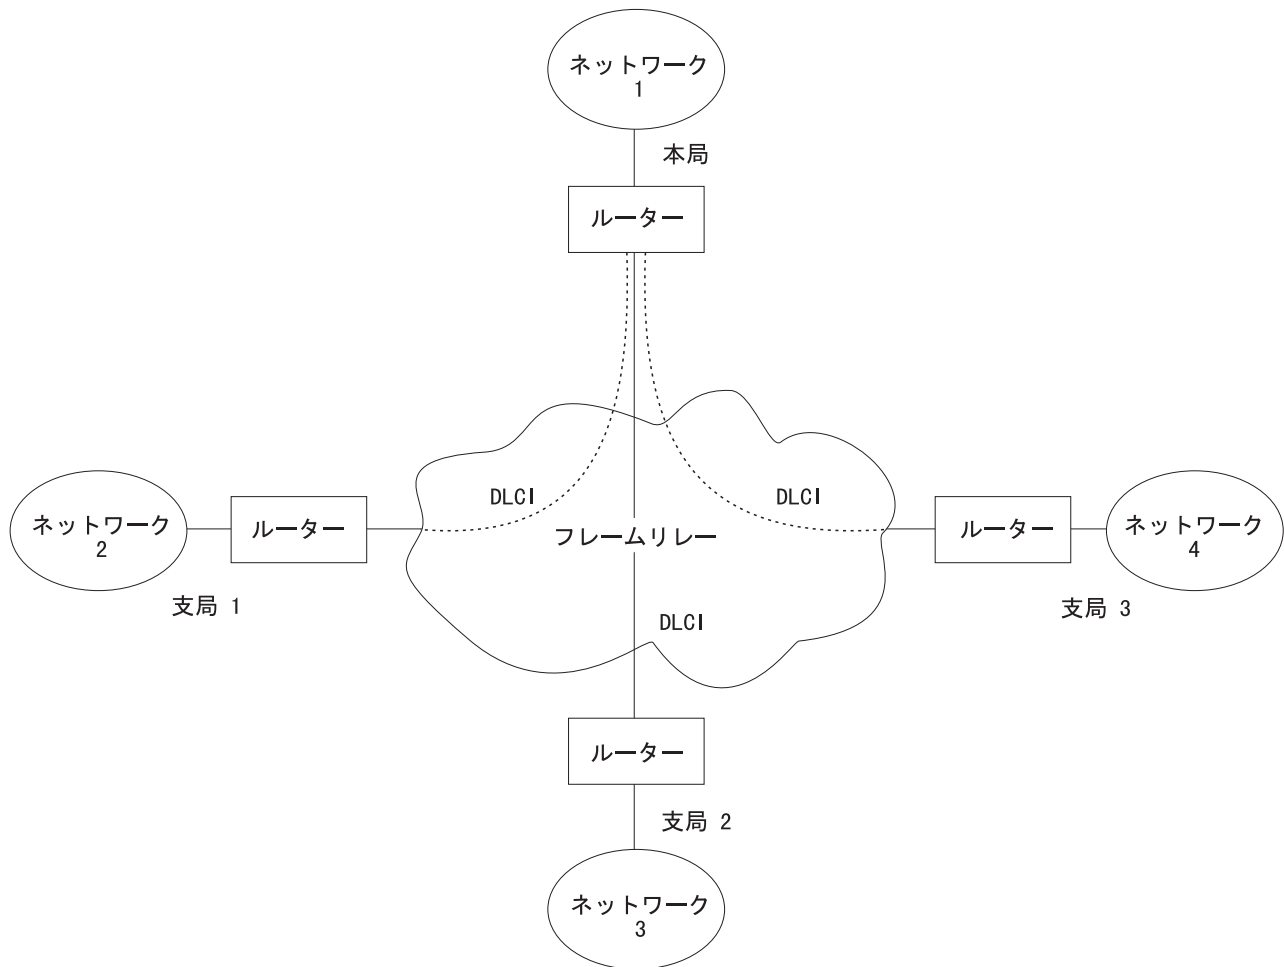 ネットワーク
1
本局
ルーター
DLCI
DLCI
ネットワーク
2
ルーター
フレームリレー
ルーター
ネットワーク
4
支局 1
支局 3
DLCI
ルーター
支局 2
ネットワーク
3